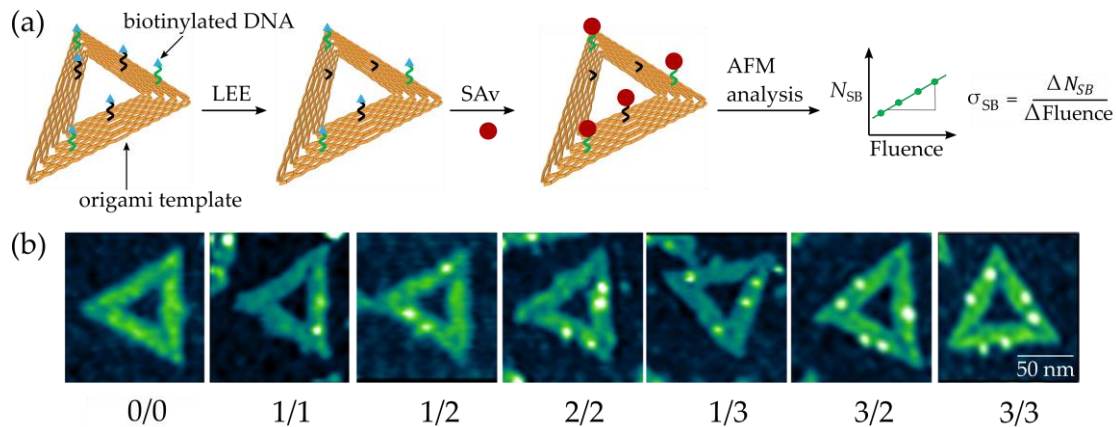 (a)
biotinylated DNA
LEE
SAv
AFM
analysis
origami template
N_SB
Fluence
σ_SB = ΔN_SB / ΔFluence
(b)
50 nm
0/0 1/1 1/2 2/2 1/3 3/2 3/3